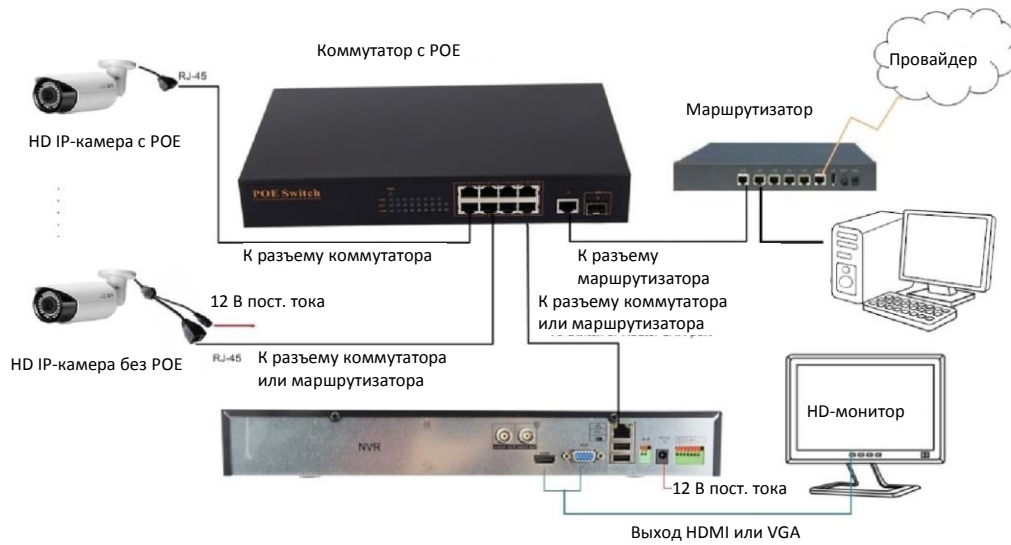 Коммутатор с POE
Провайдер
RJ-45
Маршрутизатор
HD IP-камера с POE
POE Switch
К разъему коммутатора
К разъему
маршрутизатора
12 В пост. тока
К разъему коммутатора
или маршрутизатора
HD IP-камера без POE
RJ-45
К разъему коммутатора
или маршрутизатора
HD-монитор
NVR
12 В пост. тока
Выход HDMI или VGA